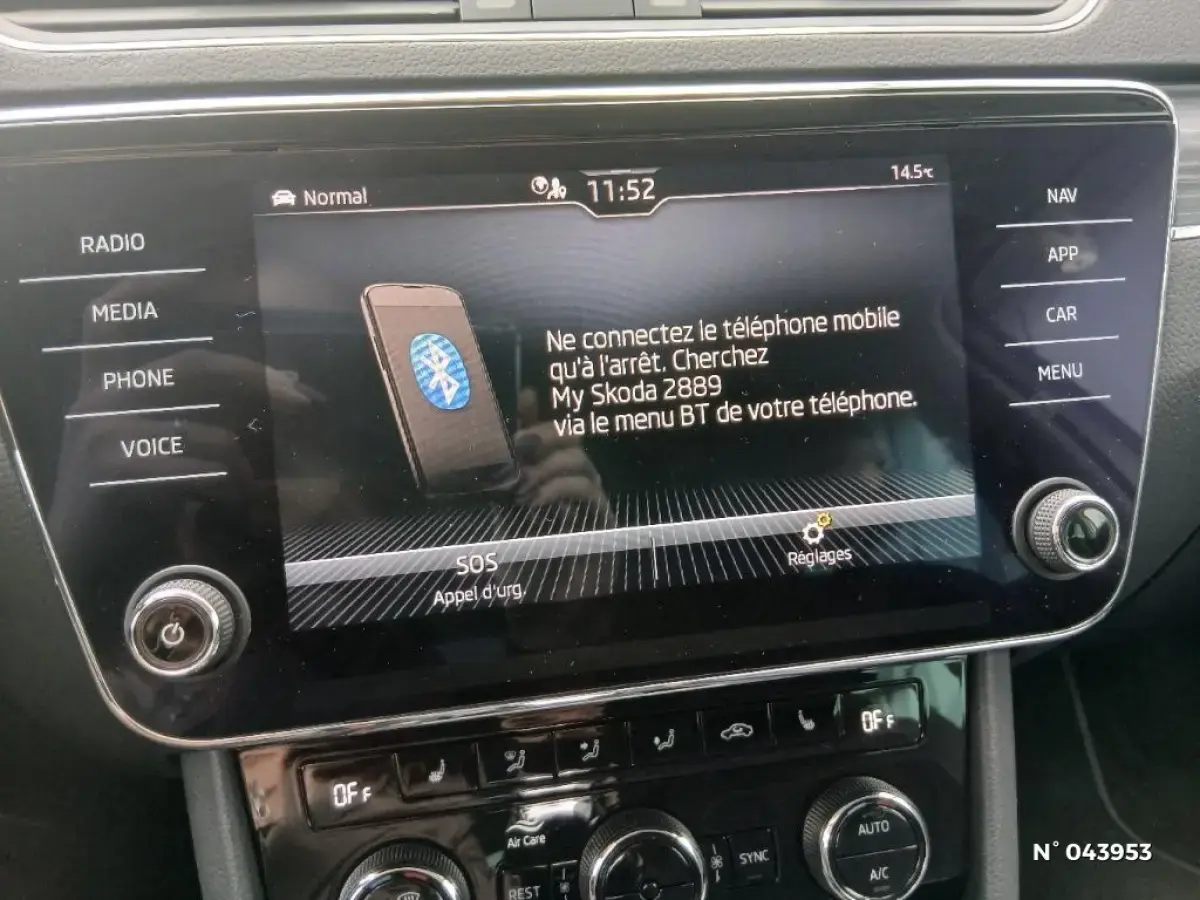 Normal
11:52
14.5°C
RADIO
MEDIA
PHONE
VOICE
NAV
APP
CAR
MENU
Ne connectez le téléphone mobile
qu'à l'arrêt. Cherchez
My Skoda 2889
via le menu BT de votre téléphone.
SOS
Appel d'urg.
Réglages
OFF
OFF
Air Care
REST
SYNC
AUTO
A/C
N° 043953